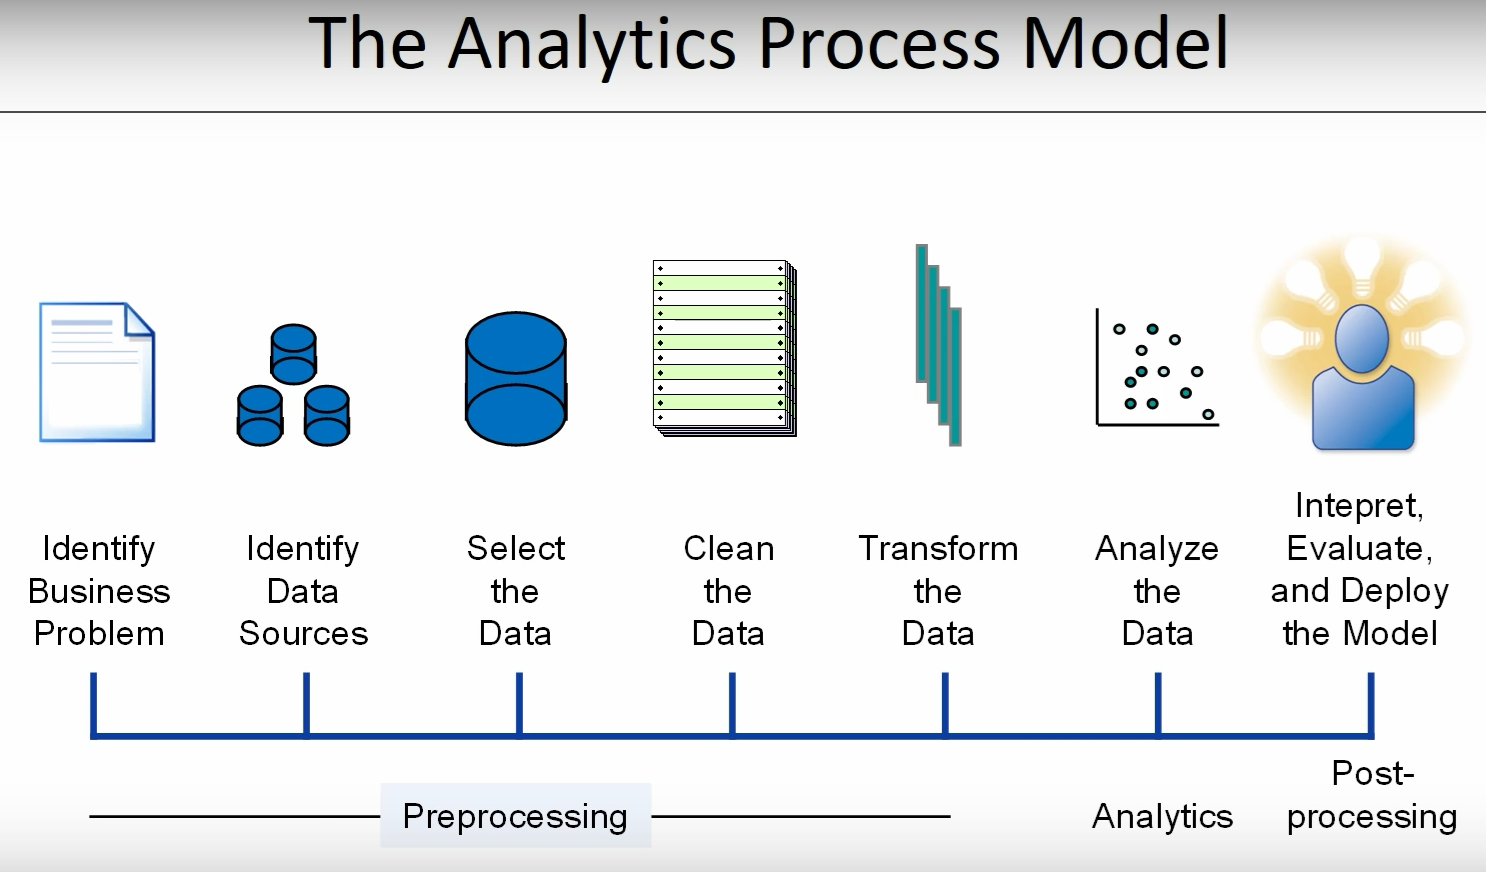 The Analytics Process Model
Identify
Business
Problem
Identify
Data
Sources
Select
the
Data
Clean
the
Data
Transform
the
Data
Analyze
the
Data
Intepret,
Evaluate,
and Deploy
the Model
Preprocessing
Analytics
Post-
processing